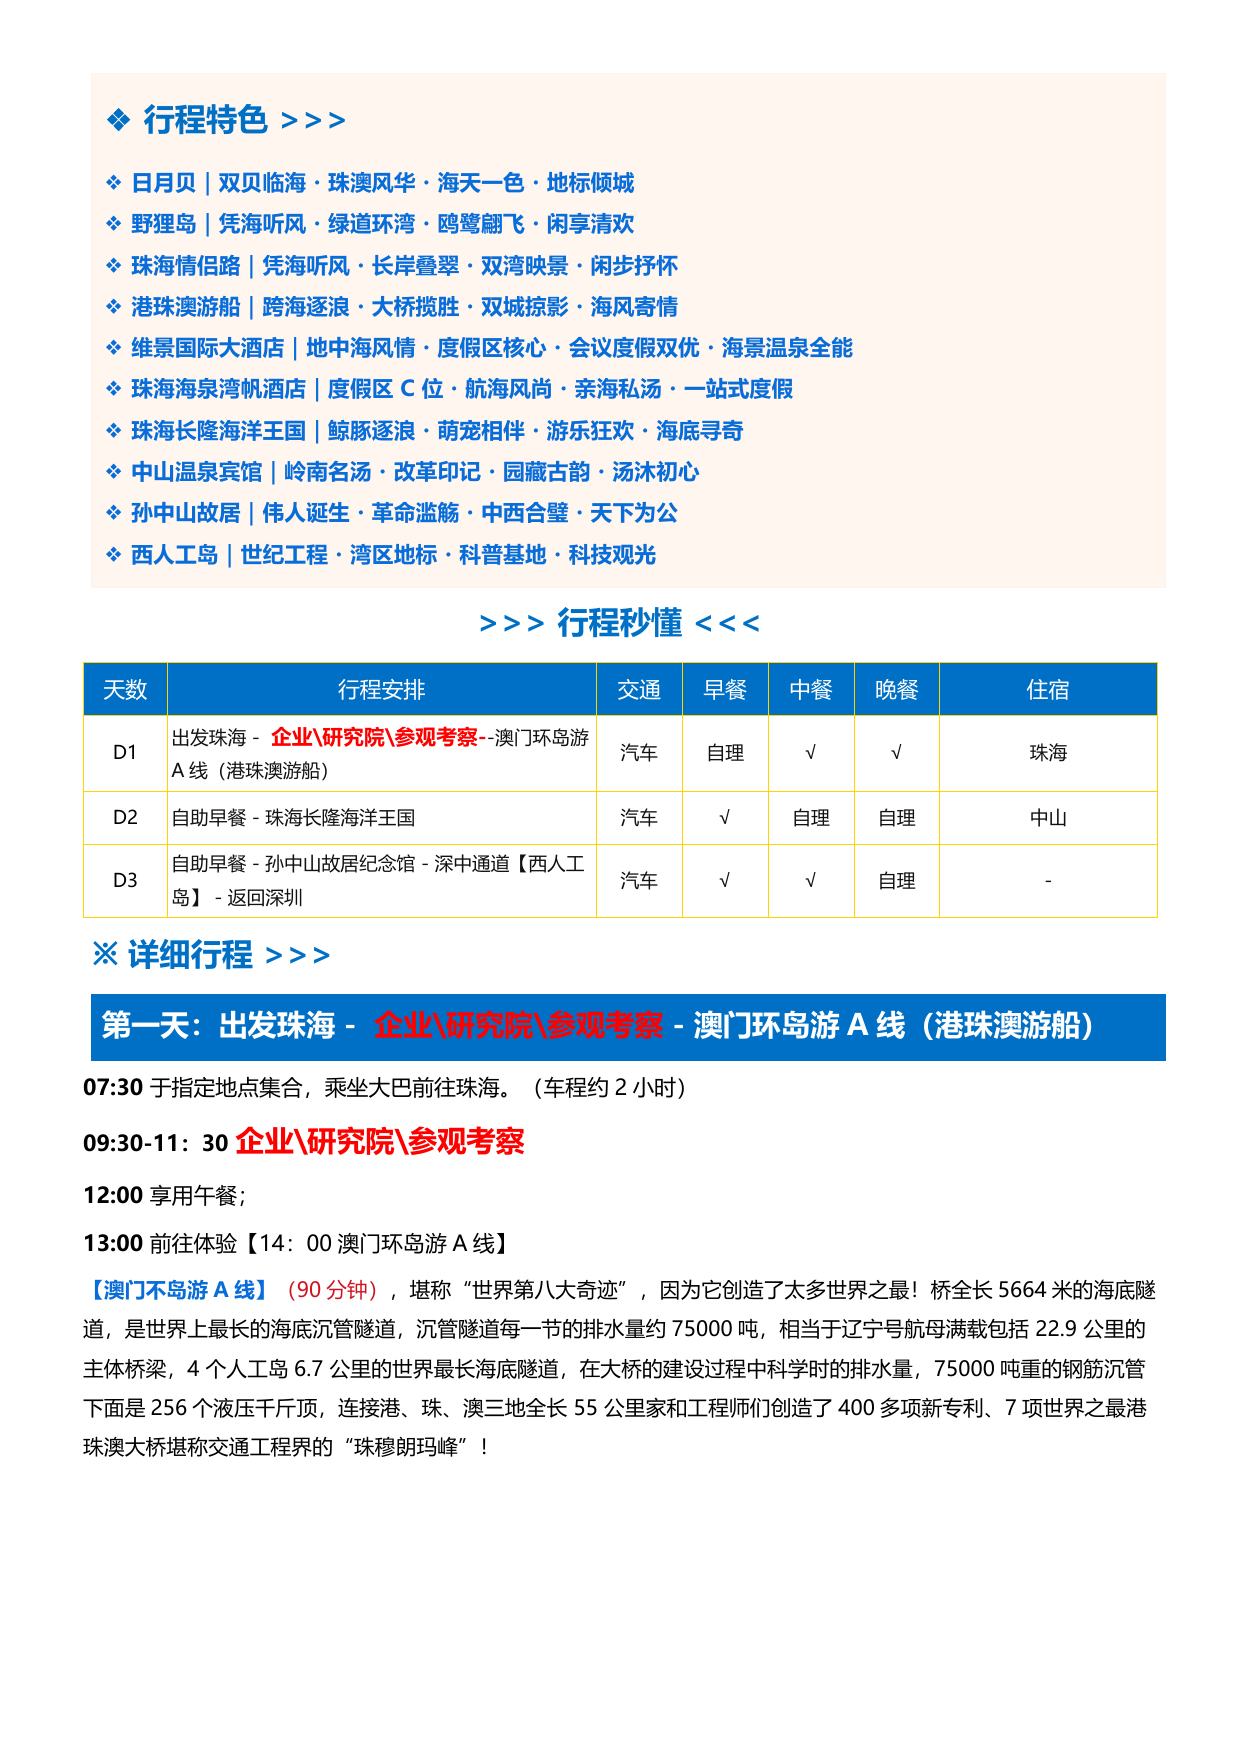 ❖ 行程特色 >>>
❖ 日月贝｜双贝临海 · 珠澳风华 · 海天一色 · 地标倾城
❖ 野狸岛｜凭海听风 · 绿道环湾 · 鸥鹭翩飞 · 闲享清欢
❖ 珠海情侣路｜凭海听风 · 长岸叠翠 · 双湾映景 · 闲步抒怀
❖ 港珠澳游船｜跨海逐浪 · 大桥揽胜 · 双城掠影 · 海风寄情
❖ 维景国际大酒店｜地中海风情 · 度假区核心 · 会议度假双优 · 海景温泉全能
❖ 珠海海泉湾帆酒店｜度假区 C 位 · 航海风尚 · 亲海私汤 · 一站式度假
❖ 珠海长隆海洋王国｜鲸豚逐浪 · 萌宠相伴 · 游乐狂欢 · 海底寻奇
❖ 中山温泉宾馆｜岭南名汤 · 改革印记 · 园藏古韵 · 汤沐初心
❖ 孙中山故居｜伟人诞生 · 革命滥觞 · 中西合璧 · 天下为公
❖ 西人工岛｜世纪工程 · 湾区地标 · 科普基地 · 科技观光
>>> 行程秒懂 <<<
天数 行程安排 交通 早餐 中餐 晚餐 住宿
D1 出发珠海 - 企业\研究院\参观考察--澳门环岛游 A 线（港珠澳游船） 汽车 自理 √ √ 珠海
D2 自助早餐 - 珠海长隆海洋王国 汽车 √ 自理 自理 中山
D3 自助早餐 - 孙中山故居纪念馆 - 深中通道【西人工岛】 - 返回深圳 汽车 √ √ 自理 -
※ 详细行程 >>>
第一天：出发珠海 - 企业\研究院\参观考察 - 澳门环岛游 A 线（港珠澳游船）
07:30 于指定地点集合，乘坐大巴前往珠海。（车程约 2 小时）
09:30-11：30 企业\研究院\参观考察
12:00 享用午餐；
13:00 前往体验【14：00 澳门环岛游 A 线】
【澳门不岛游 A 线】（90 分钟），堪称“世界第八大奇迹”，因为它创造了太多世界之最！桥全长 5664 米的海底隧
道，是世界上最长的海底沉管隧道，沉管隧道每一节的排水量约 75000 吨，相当于辽宁号航母满载包括 22.9 公里的
主体桥梁，4 个人工岛 6.7 公里的世界最长海底隧道，在大桥的建设过程中科学时的排水量，75000 吨重的钢筋沉管
下面是 256 个液压千斤顶，连接港、珠、澳三地全长 55 公里家和工程师们创造了 400 多项新专利、7 项世界之最港
珠澳大桥堪称交通工程界的“珠穆朗玛峰”！